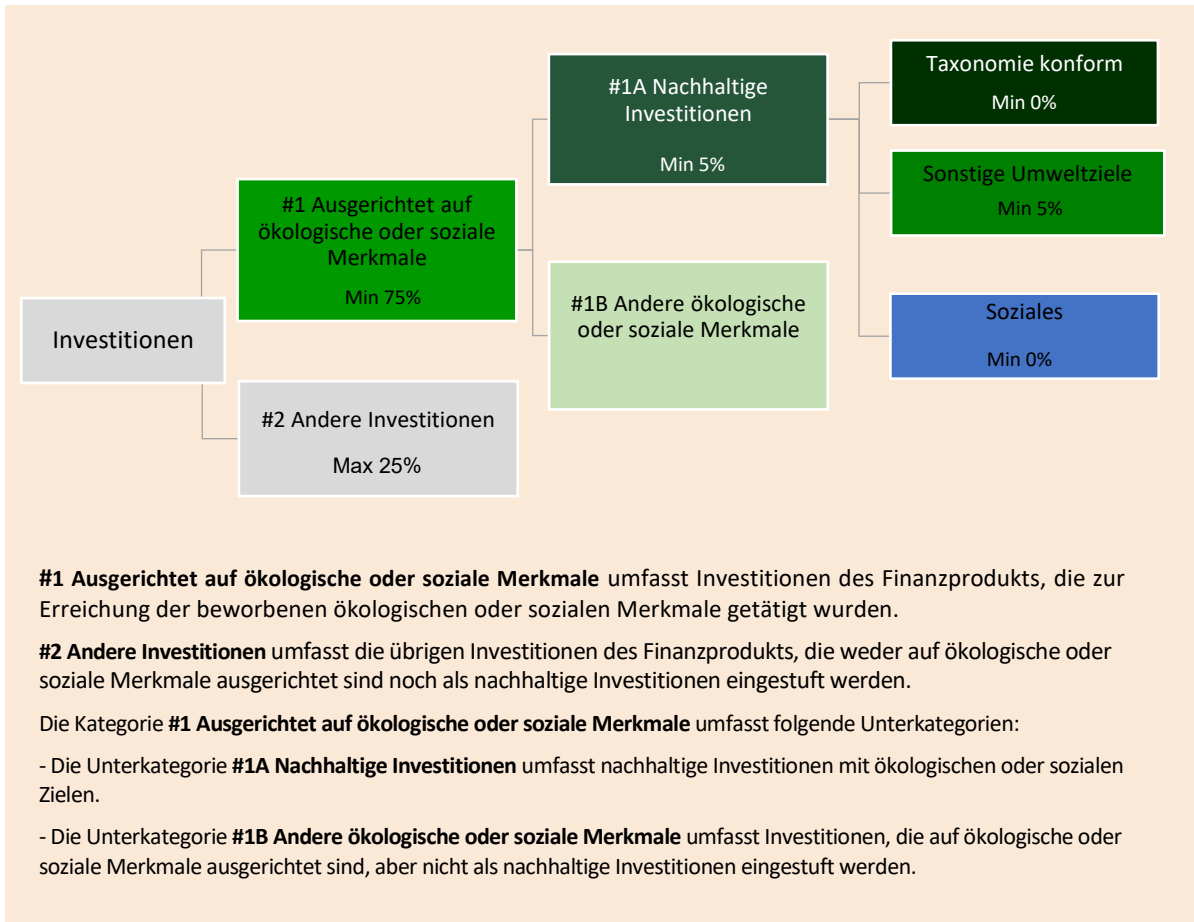 Taxonomie konform
Min 0%
#1A Nachhaltige
Investitionen
Min 5%
Sonstige Umweltziele
Min 5%
#1 Ausgerichtet auf
ökologische oder soziale
Merkmale
Min 75%
#1B Andere ökologische
oder soziale Merkmale
Soziales
Min 0%
Investitionen
#2 Andere Investitionen
Max 25%
#1 Ausgerichtet auf ökologische oder soziale Merkmale umfasst Investitionen des Finanzprodukts, die zur
Erreichung der beworbenen ökologischen oder sozialen Merkmale getätigt wurden.
#2 Andere Investitionen umfasst die übrigen Investitionen des Finanzprodukts, die weder auf ökologische oder
soziale Merkmale ausgerichtet sind noch als nachhaltige Investitionen eingestuft werden.
Die Kategorie #1 Ausgerichtet auf ökologische oder soziale Merkmale umfasst folgende Unterkategorien:
- Die Unterkategorie #1A Nachhaltige Investitionen umfasst nachhaltige Investitionen mit ökologischen oder sozialen
Zielen.
- Die Unterkategorie #1B Andere ökologische oder soziale Merkmale umfasst Investitionen, die auf ökologische oder
soziale Merkmale ausgerichtet sind, aber nicht als nachhaltige Investitionen eingestuft werden.